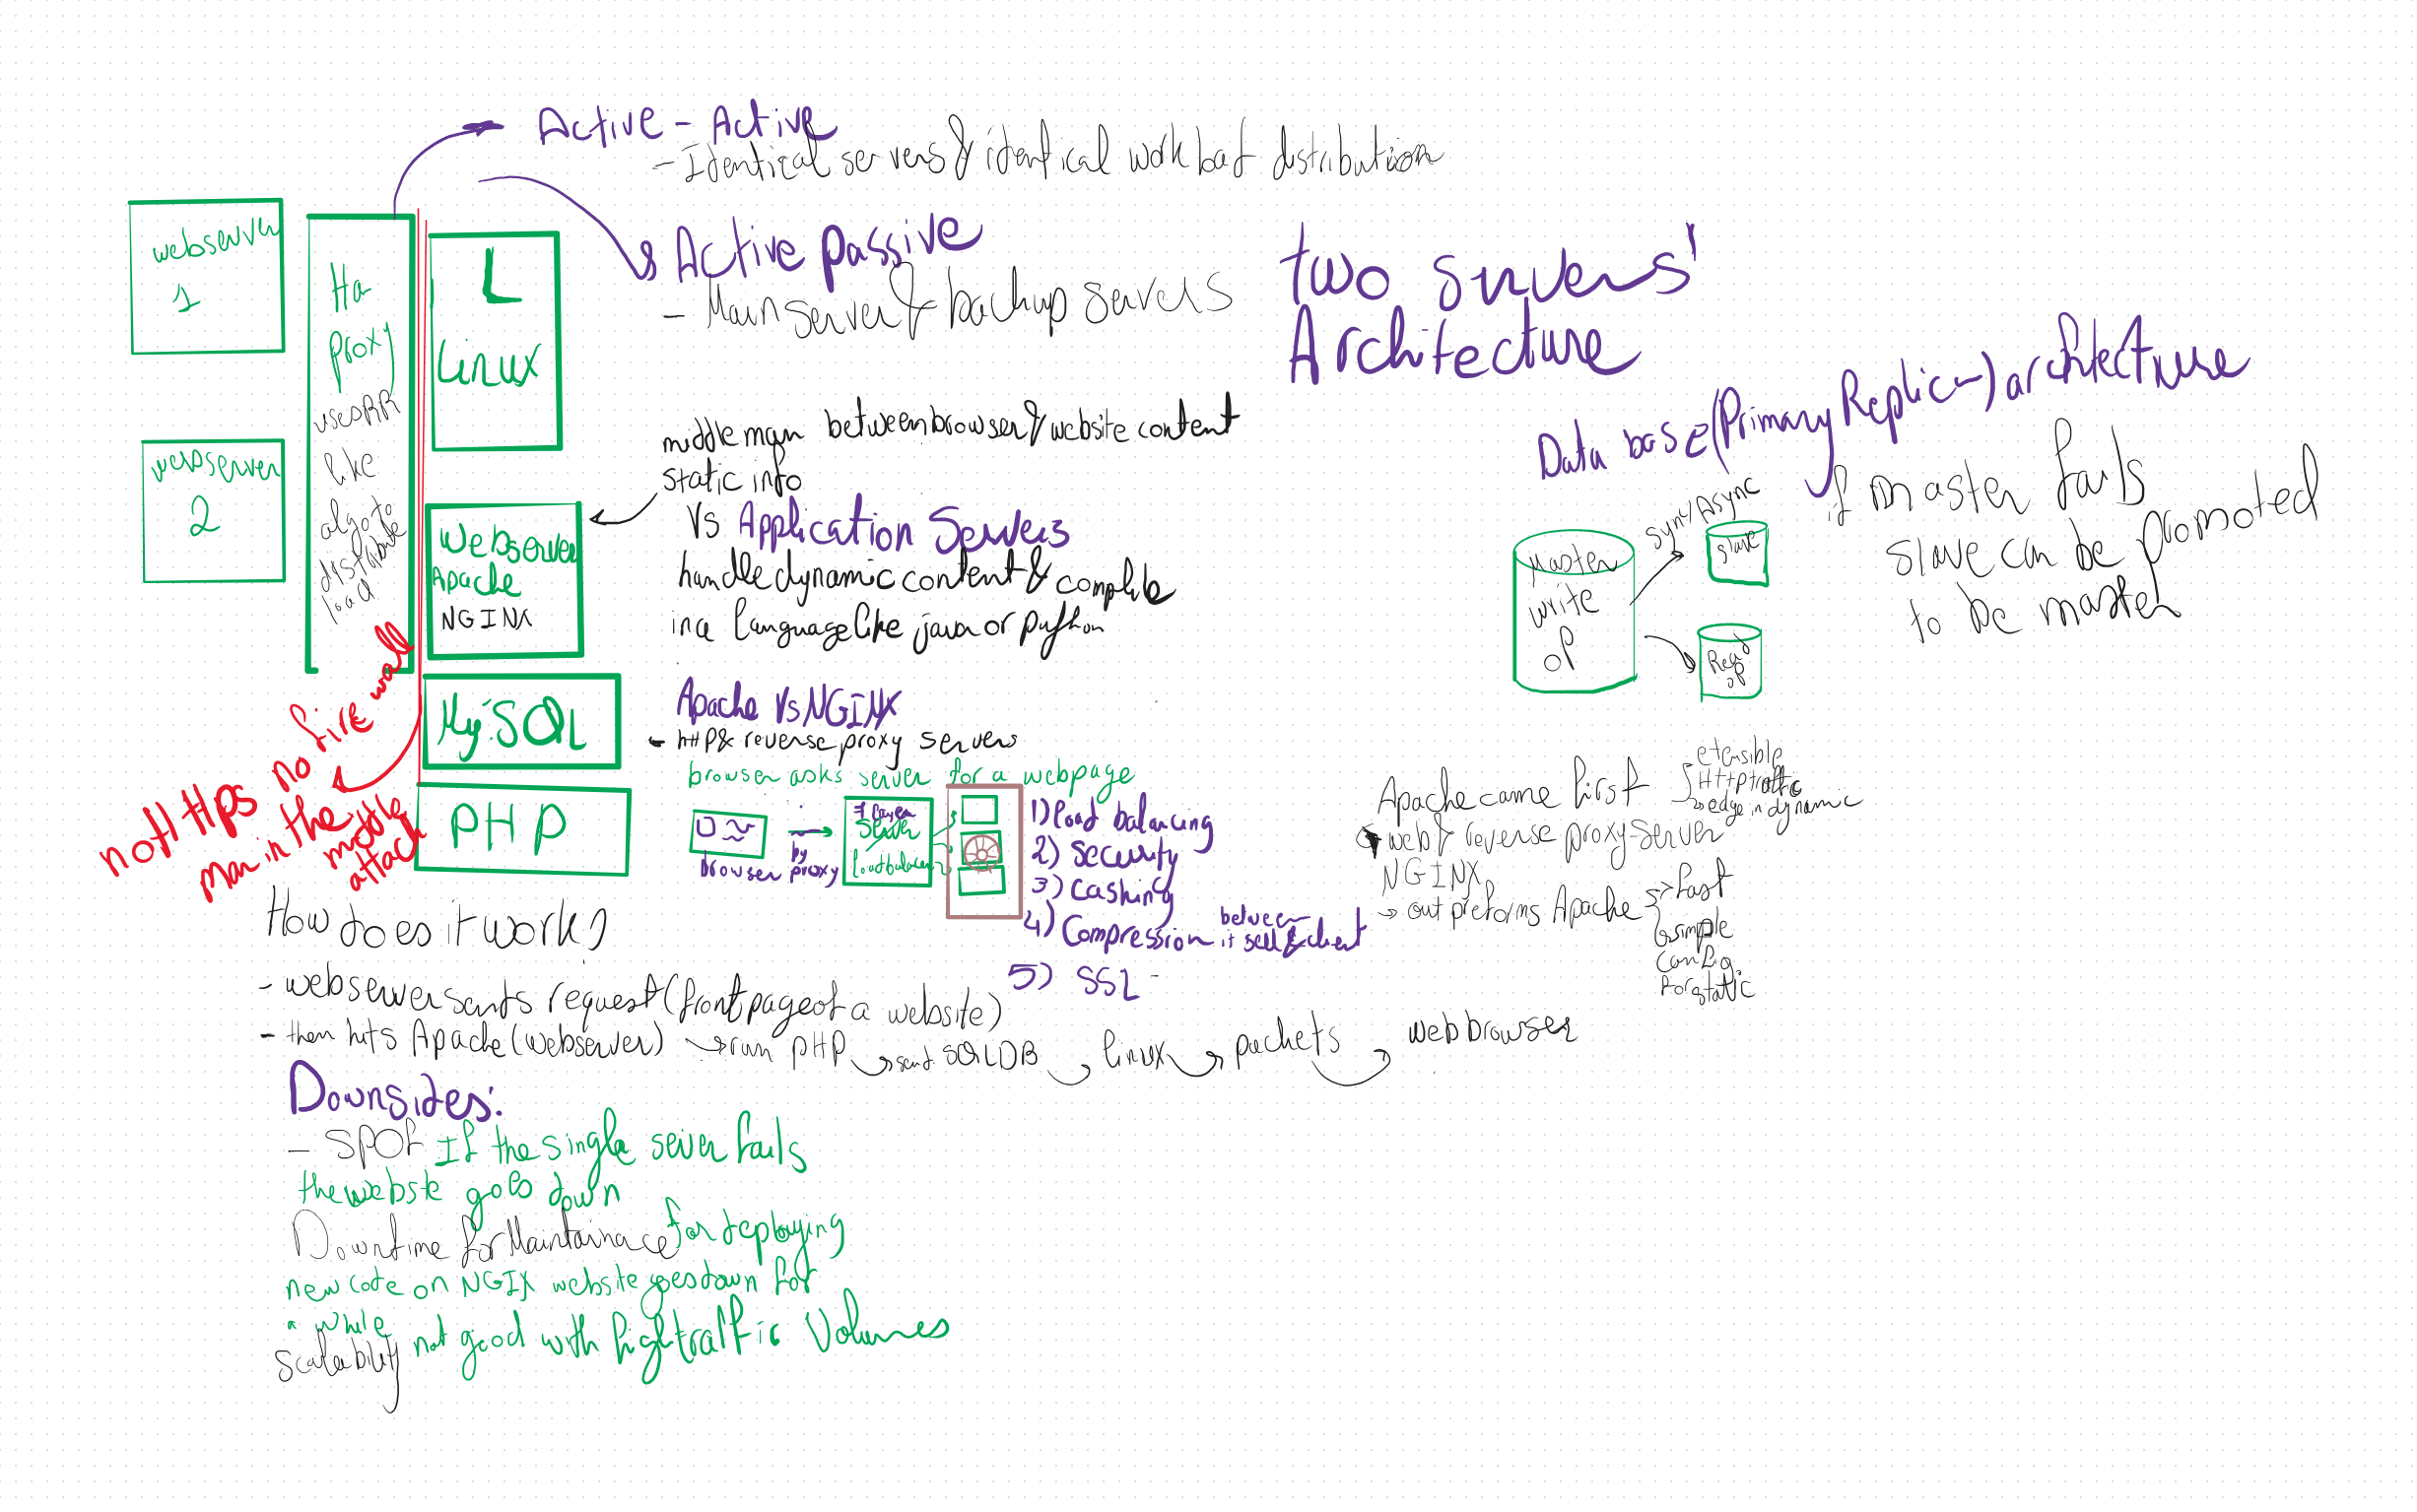 Active - Active
- Identical servers & identical workload distribution
Active passive
- Main server & backup servers
webserver
1
webserver
2
Ha
proxy
uses RR
like
algo to
distribute
load
L
Linux
Webserver
Apache
NGINX
MySQL
PHP
no fire wall
not Https
man in the
middle
attack
middle man between browser & website content
static info
Vs Application Servers
handle dynamic content &
in a language like java or python
Apache Vs NGINX
- http & reverse proxy servers
browser asks server for a webpage
browser
by
proxy
server
loadbalancer
1) load balancing
2) security
3) cashing
4) Compression between
it self & client
5) SSL
two servers'
Architecture
Data base (Primary Replica) architecture
Master
write
op
Sync/Async
slave
Read
op
if master fails
slave can be promoted
to be master
Apache came first
etensible
Http traffic
edge in dynamic
web & reverse proxy-server
NGINX
out preforms Apache
fast
simple
config
for static
How does it work?
- webserver sends request (front page of a website)
- then hits Apache (webserver) run PHP send SQL DB linux packets web browser
Downsides:
- SPOF If the single server fails
the website goes down
Downtime for Maintainace for deploying
new code on NGIX website goes down for
a while
Scalability not good with high traffic Volumes